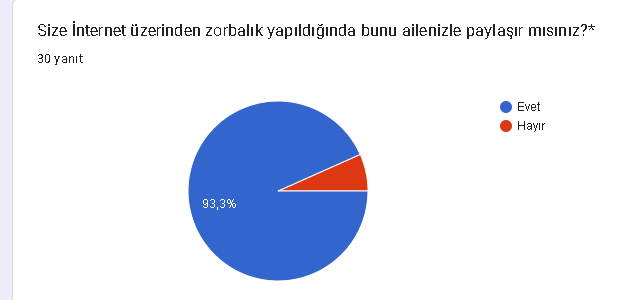 Size İnternet üzerinden zorbalık yapıldığında bunu ailenizle paylaşır mısınız?*
30 yanıt
Evet
Hayır
93,3%